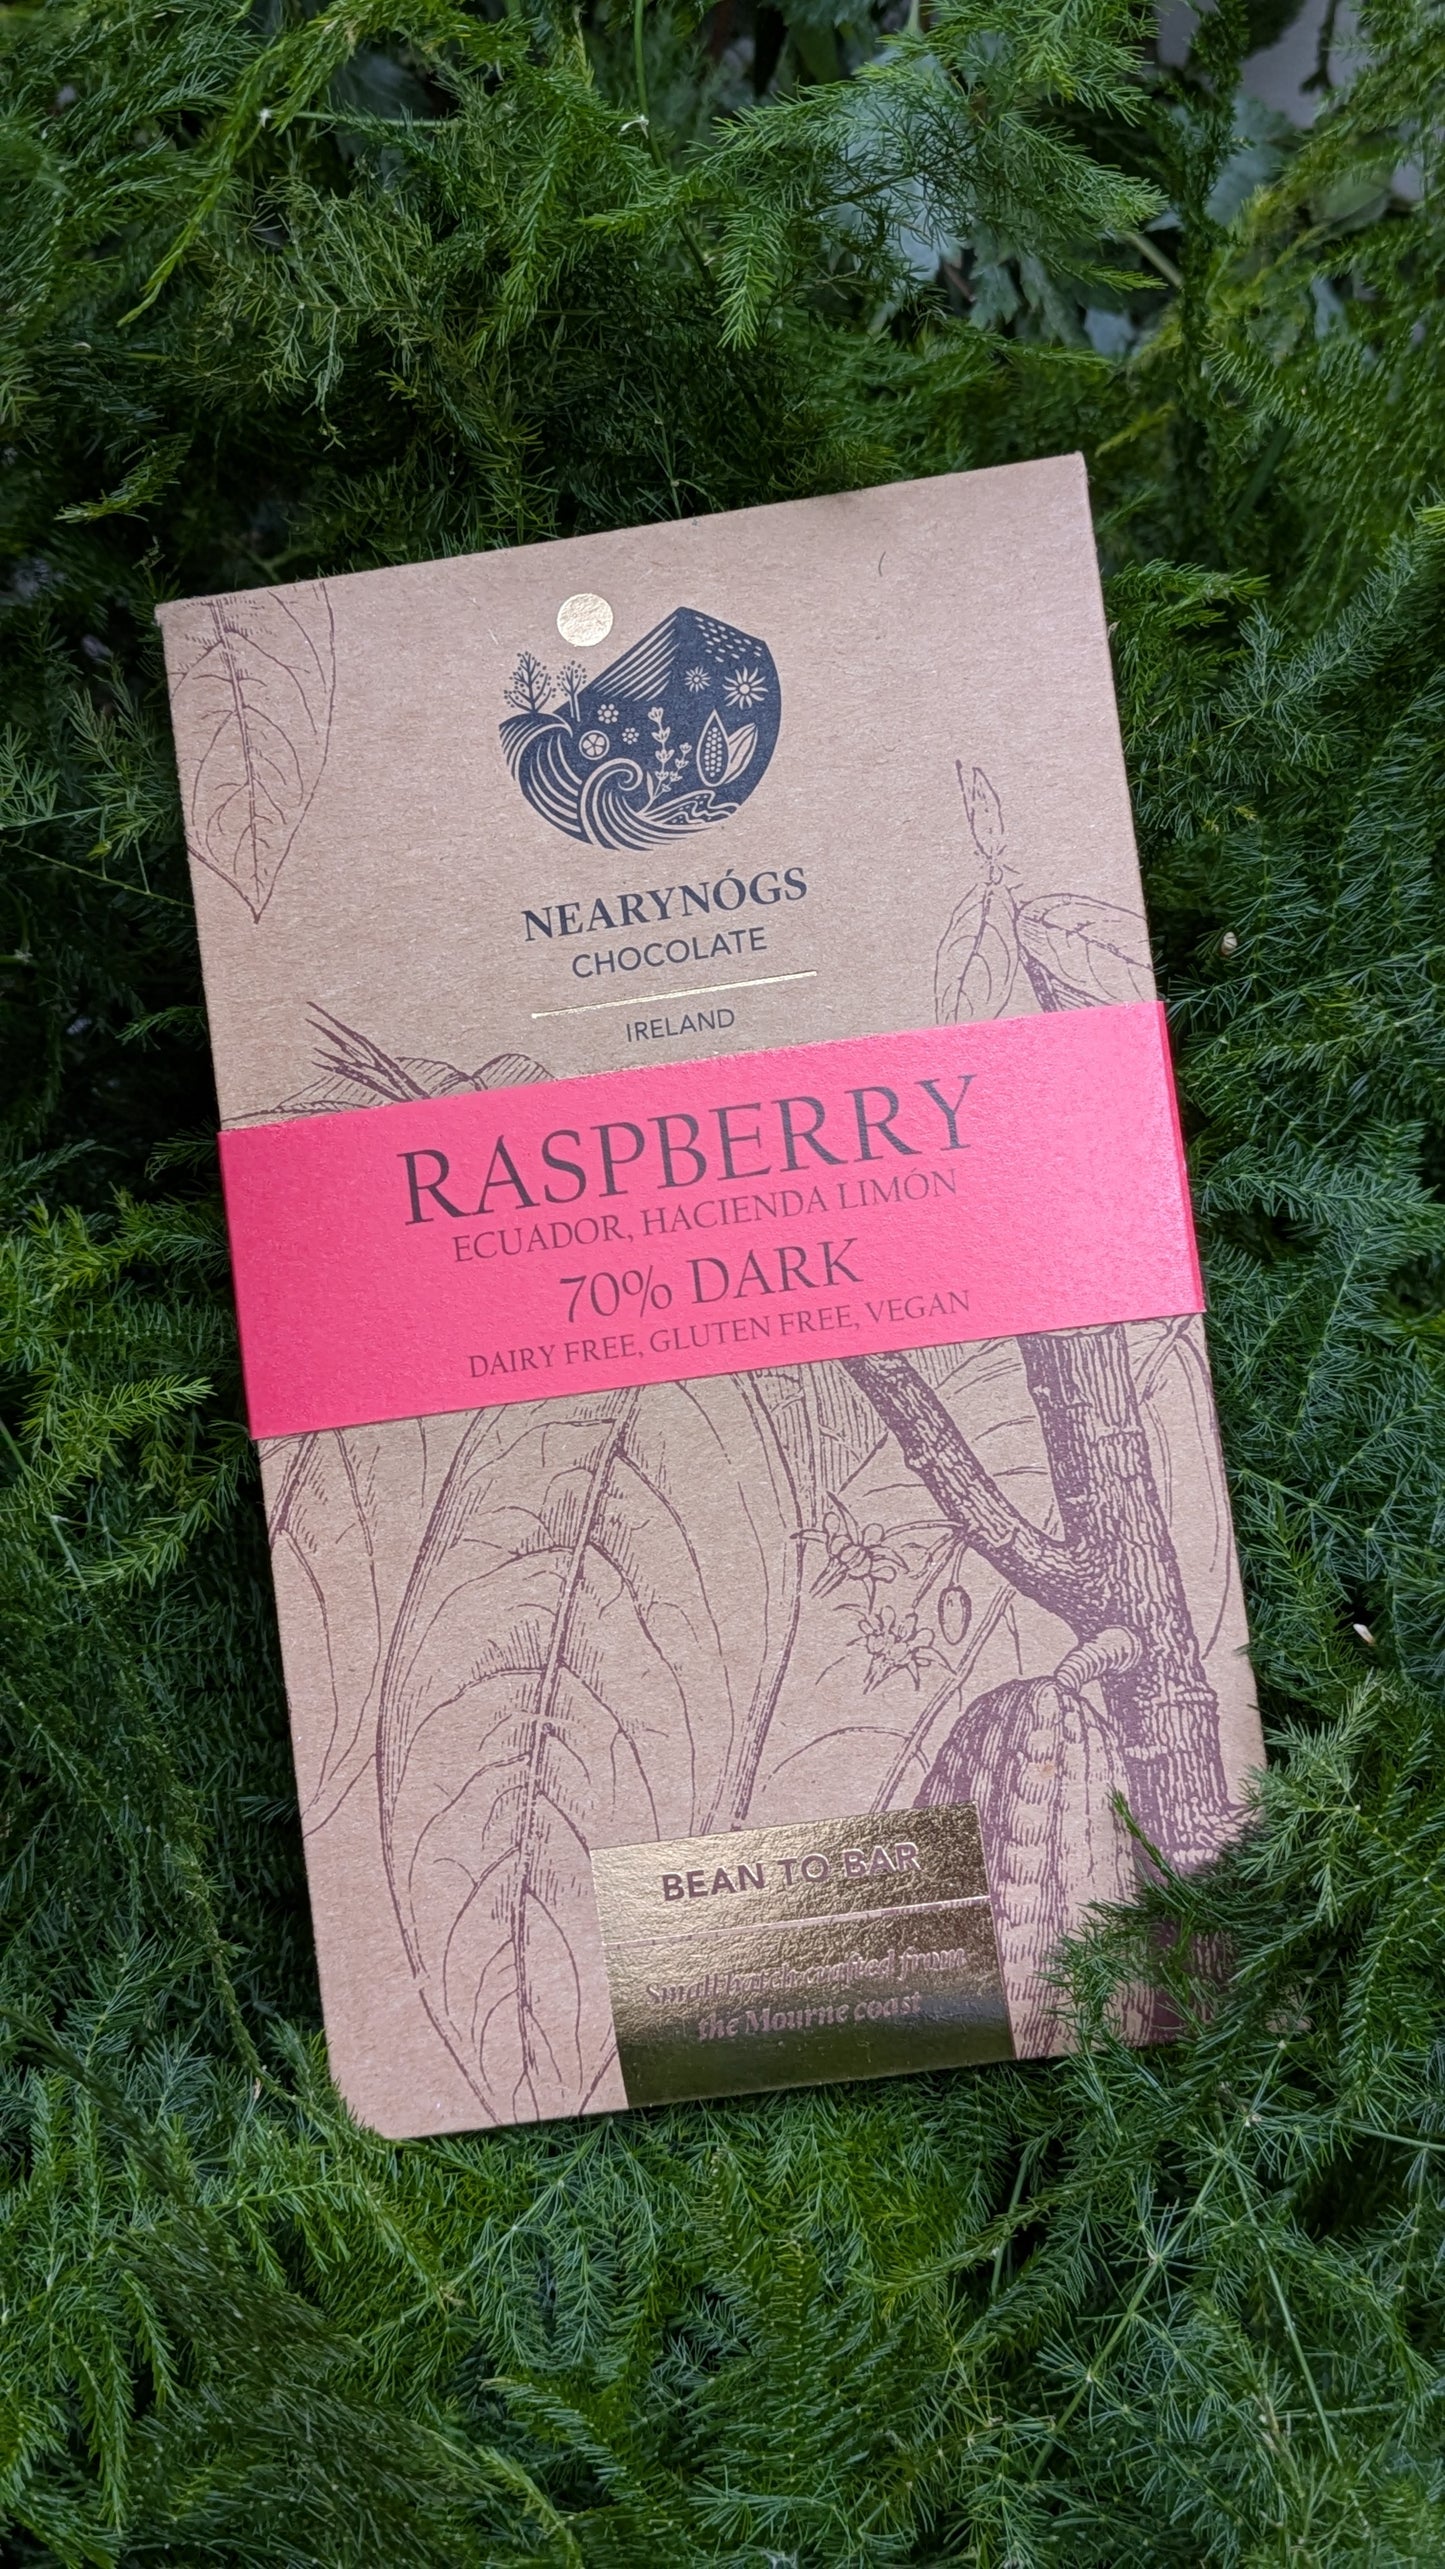 NEARYNÓGS
CHOCOLATE
IRELAND
RASPBERRY
ECUADOR, HACIENDA LIMÓN
70% DARK
DAIRY FREE, GLUTEN FREE, VEGAN
BEAN TO BAR
Small batch crafted from
the Mourne coast